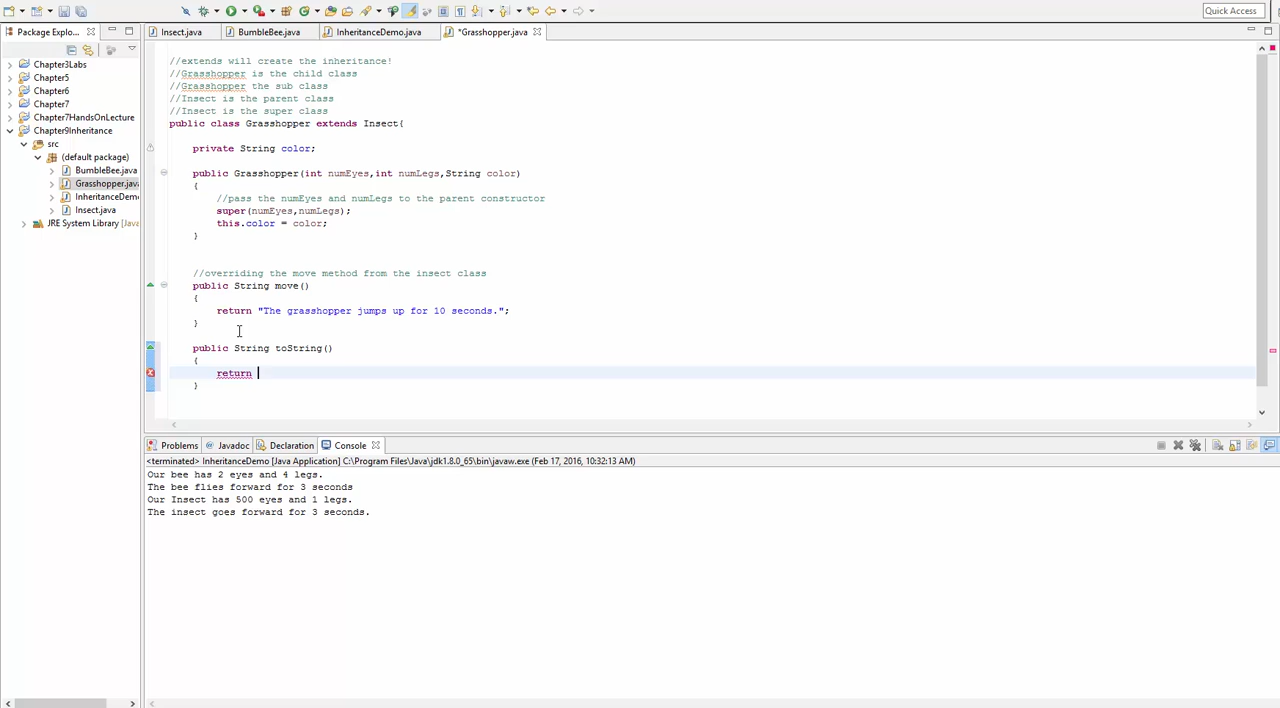 Quick Access
Package Explo...
Insect.java
BumbleBee.java
InheritanceDemo.java
*Grasshopper.java
Chapter3Labs
Chapter5
Chapter6
Chapter7
Chapter7HandsOnLecture
Chapter9Inheritance
src
(default package)
BumbleBee.java
Grasshopper.java
InheritanceDemo
Insect.java
JRE System Library [Java
//extends will create the inheritance!
//Grasshopper is the child class
//Grasshopper the sub class
//Insect is the parent class
//Insect is the super class
public class Grasshopper extends Insect{
private String color;
public Grasshopper(int numEyes,int numLegs,String color)
{
//pass the numEyes and numLegs to the parent constructor
super(numEyes,numLegs);
this.color = color;
}
//overriding the move method from the insect class
public String move()
{
return "The grasshopper jumps up for 10 seconds.";
}
public String toString()
{
return
}
Problems
Javadoc
Declaration
Console
<terminated> InheritanceDemo [Java Application] C:\Program Files\Java\jdk1.8.0_65\bin\javaw.exe (Feb 17, 2016, 10:32:13 AM)
Our bee has 2 eyes and 4 legs.
The bee flies forward for 3 seconds
Our Insect has 500 eyes and 1 legs.
The insect goes forward for 3 seconds.